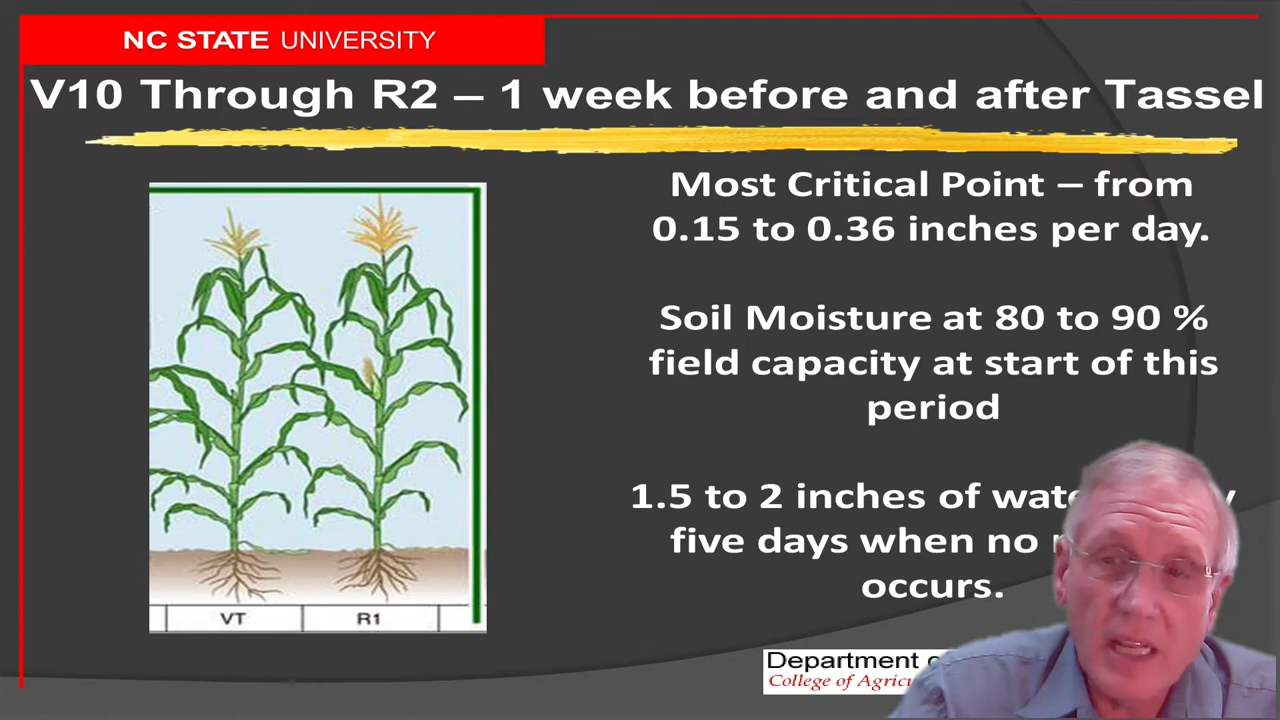 NC STATE UNIVERSITY
V10 Through R2 – 1 week before and after Tassel
Most Critical Point – from
0.15 to 0.36 inches per day.
Soil Moisture at 80 to 90 %
field capacity at start of this
period
1.5 to 2 inches of
five days when no
occurs.
VT
R1
Department
College of